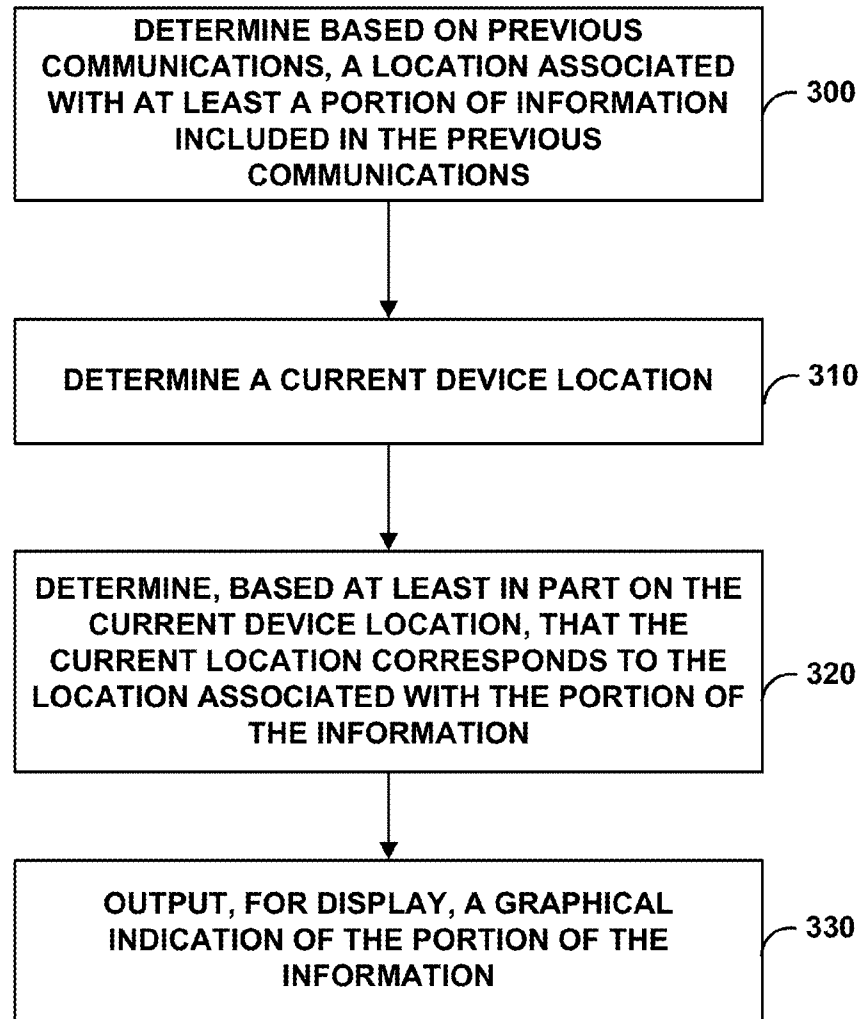 DETERMINE BASED ON PREVIOUS
COMMUNICATIONS, A LOCATION ASSOCIATED
WITH AT LEAST A PORTION OF INFORMATION
INCLUDED IN THE PREVIOUS
COMMUNICATIONS
300
DETERMINE A CURRENT DEVICE LOCATION
310
DETERMINE, BASED AT LEAST IN PART ON THE
CURRENT DEVICE LOCATION, THAT THE
CURRENT LOCATION CORRESPONDS TO THE
LOCATION ASSOCIATED WITH THE PORTION OF
THE INFORMATION
320
OUTPUT, FOR DISPLAY, A GRAPHICAL
INDICATION OF THE PORTION OF THE
INFORMATION
330